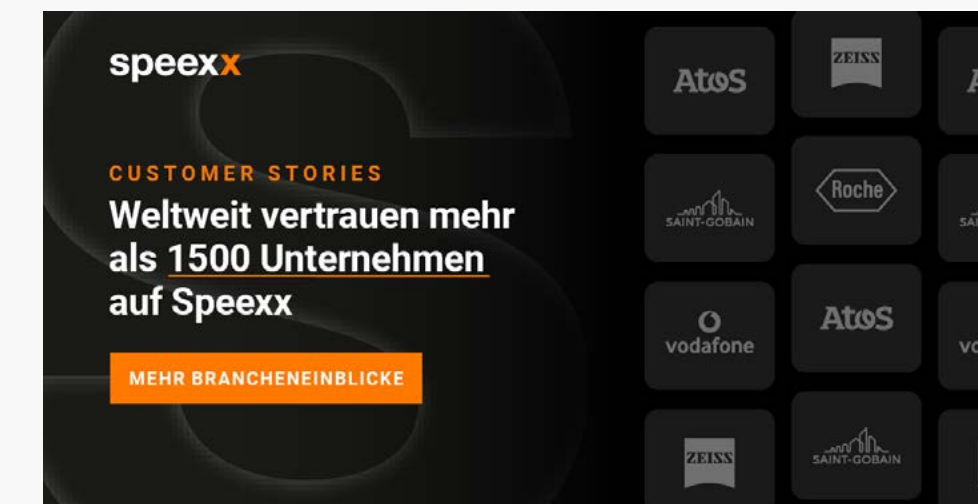 speexx
CUSTOMER STORIES
Weltweit vertrauen mehr
als 1500 Unternehmen
auf Speexx
MEHR BRANCHENEINBLICKE
Atos
ZEISS
SAINT-GOBAIN
Roche
vodafone
Atos
ZEISS
SAINT-GOBAIN